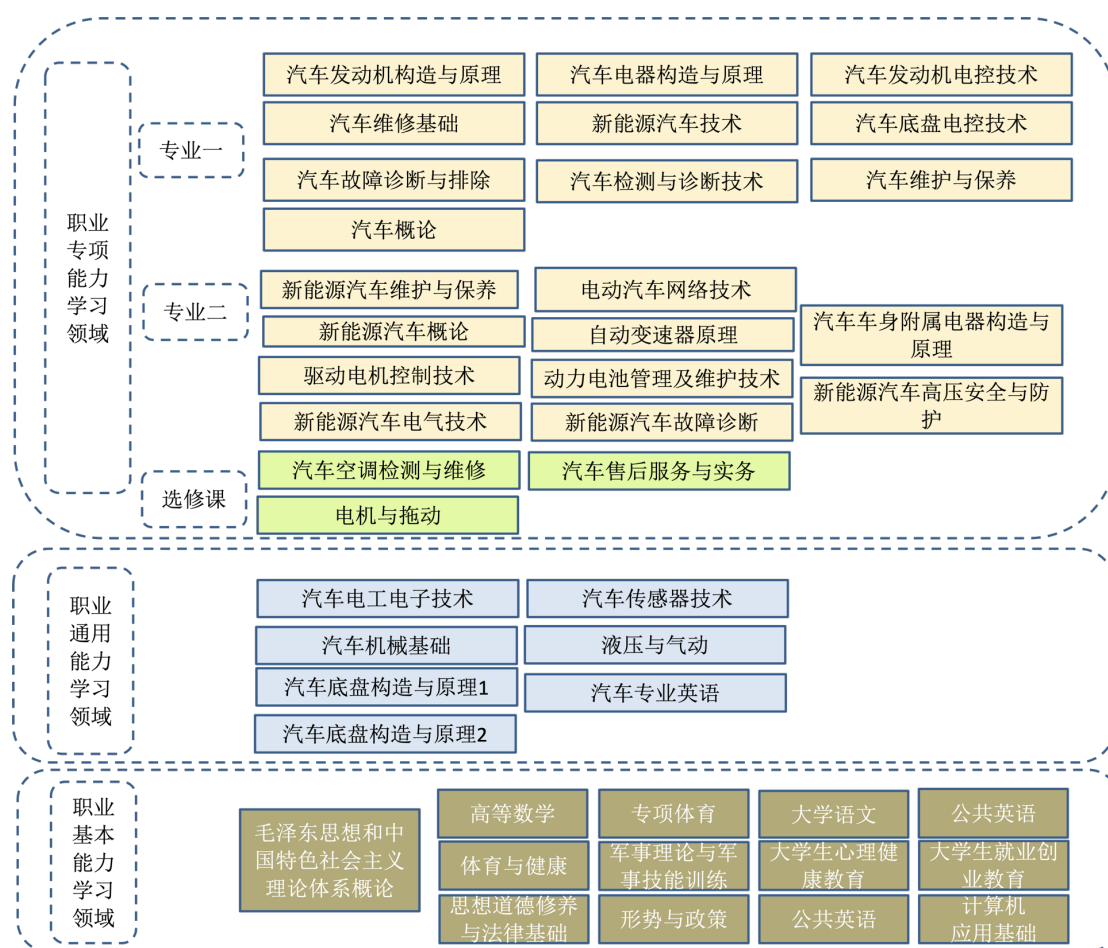 职业
专项
能力
学习
领域
专业一
汽车发动机构造与原理
汽车电器构造与原理
汽车发动机电控技术
汽车维修基础
新能源汽车技术
汽车底盘电控技术
汽车故障诊断与排除
汽车检测与诊断技术
汽车维护与保养
汽车概论
专业二
新能源汽车维护与保养
电动汽车网络技术
新能源汽车概论
自动变速器原理
汽车车身附属电器构造与
原理
驱动电机控制技术
动力电池管理及维护技术
新能源汽车高压安全与防
护
新能源汽车电气技术
新能源汽车故障诊断
选修课
汽车空调检测与维修
汽车售后服务与实务
电机与拖动
职业
通用
能力
学习
领域
汽车电工电子技术
汽车传感器技术
汽车机械基础
液压与气动
汽车底盘构造与原理1
汽车专业英语
汽车底盘构造与原理2
职业
基本
能力
学习
领域
毛泽东思想和中
国特色社会主义
理论体系概论
高等数学
专项体育
大学语文
公共英语
体育与健康
军事理论与军
事技能训练
大学生心理健
康教育
大学生就业创
业教育
思想道德修养
与法律基础
形势与政策
公共英语
计算机
应用基础